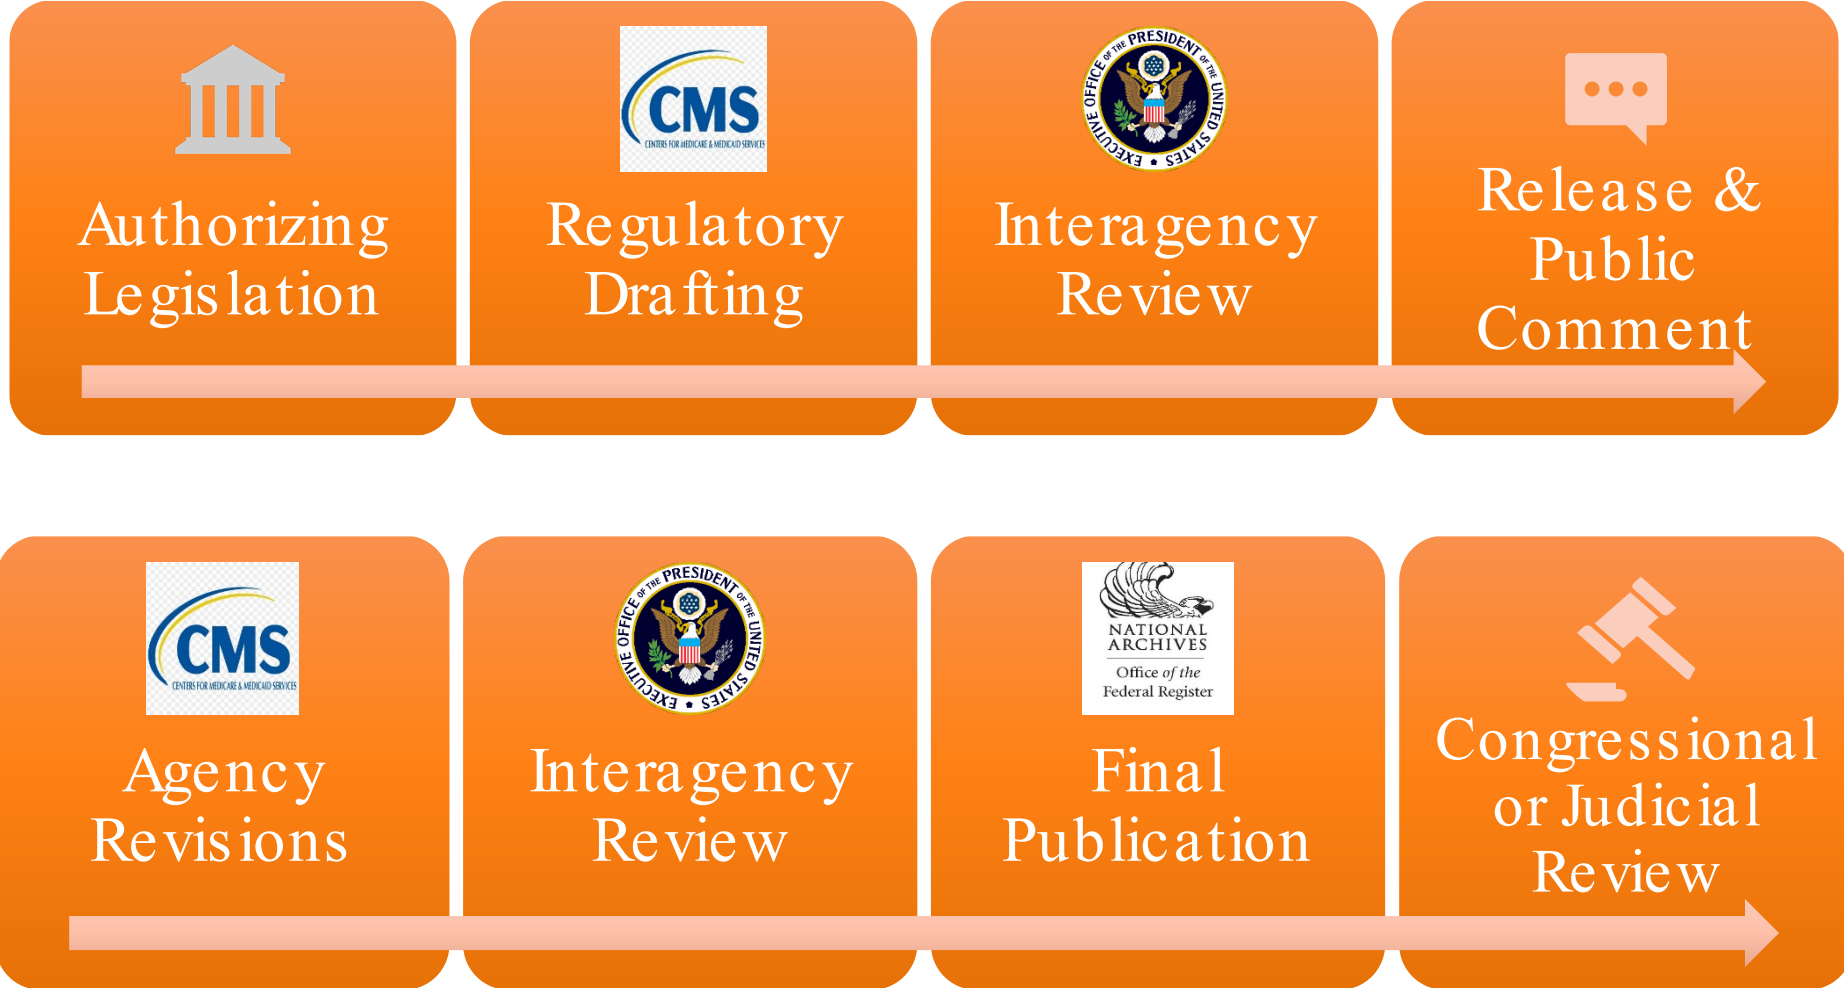 CMS
CENTERS FOR MEDICARE & MEDICAID SERVICES
EXECUTIVE OFFICE OF THE PRESIDENT OF THE UNITED STATES
Authorizing
Legislation
Regulatory
Drafting
Interagency
Review
Release &
Public
Comment
CMS
CENTERS FOR MEDICARE & MEDICAID SERVICES
EXECUTIVE OFFICE OF THE PRESIDENT OF THE UNITED STATES
NATIONAL
ARCHIVES
Office of the
Federal Register
Agency
Revisions
Interagency
Review
Final
Publication
Congressional
or Judicial
Review